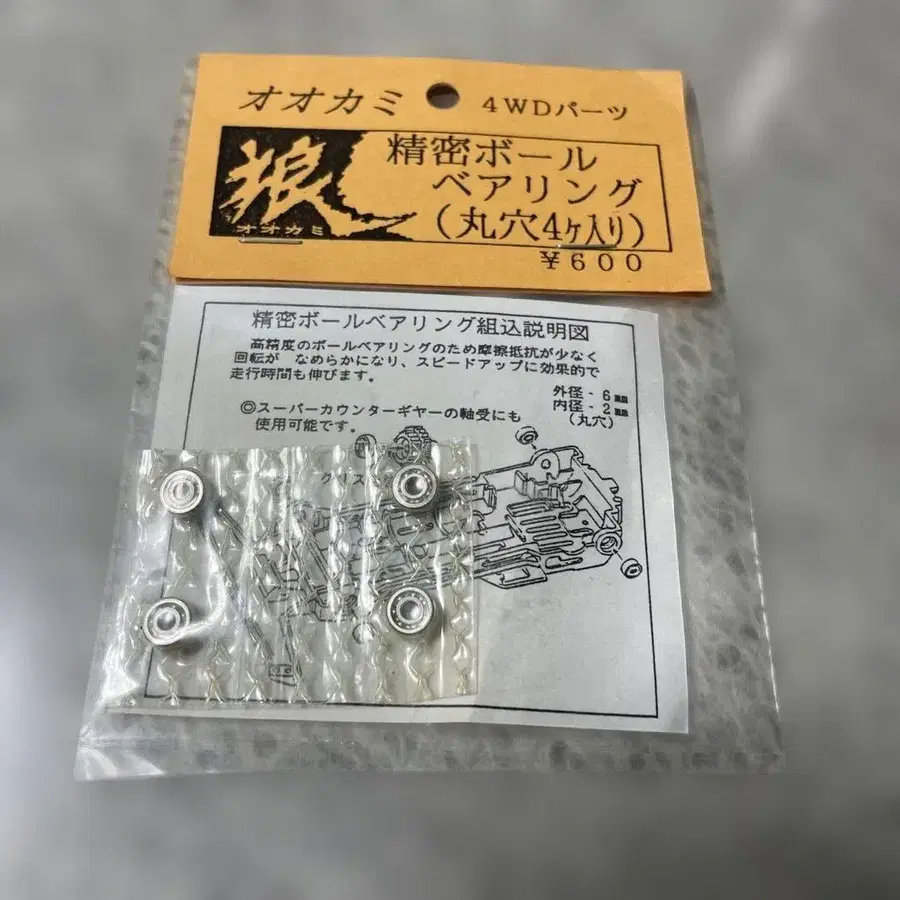 オオカミ 4WDパーツ
狼
オオカミ
精密ボール
ベアリング
(丸穴4ヶ入り)
¥600
精密ボールベアリング組込説明図
高精度のボールベアリングのため摩擦抵抗が少なく
回転が なめらかになり、スピードアップに効果的で
走行時間も伸びます。
外径-6㎜
内径-2㎜
(丸穴)
◎スーパーカウンターギヤーの軸受にも
使用可能です。
グリス